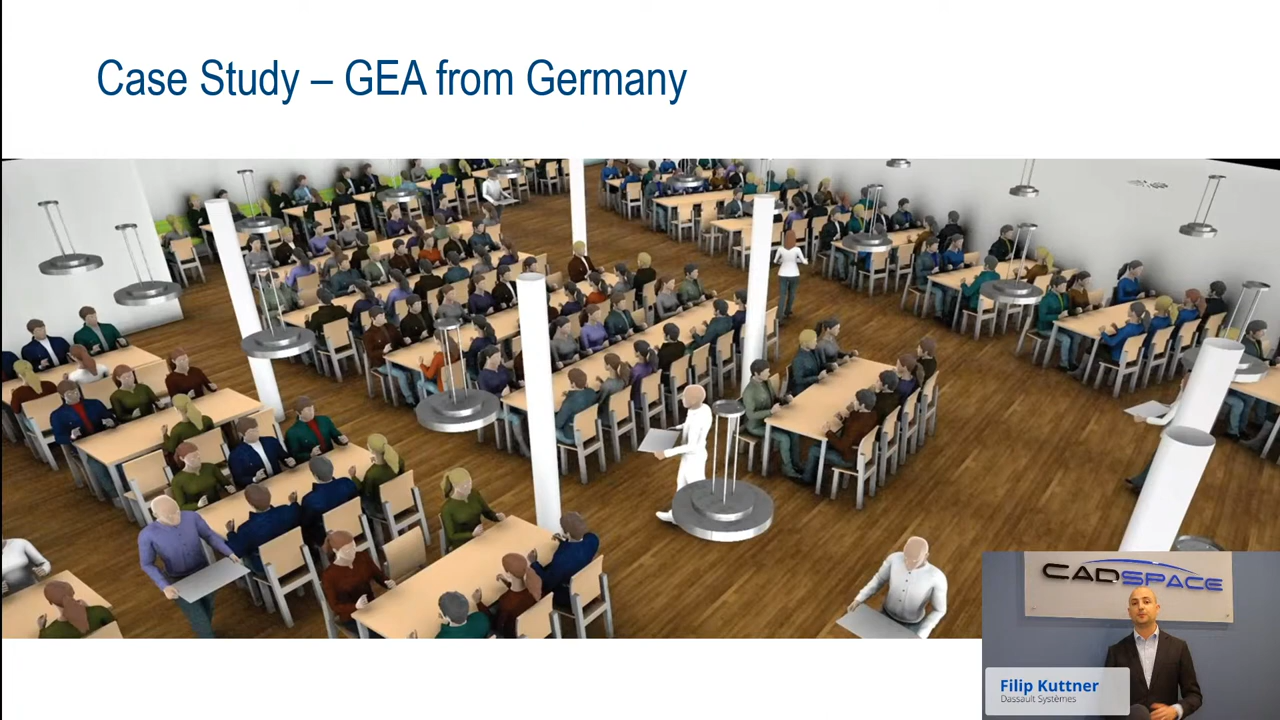 Case Study – GEA from Germany
CADSPACE
Filip Kuttner
Dassault Systèmes